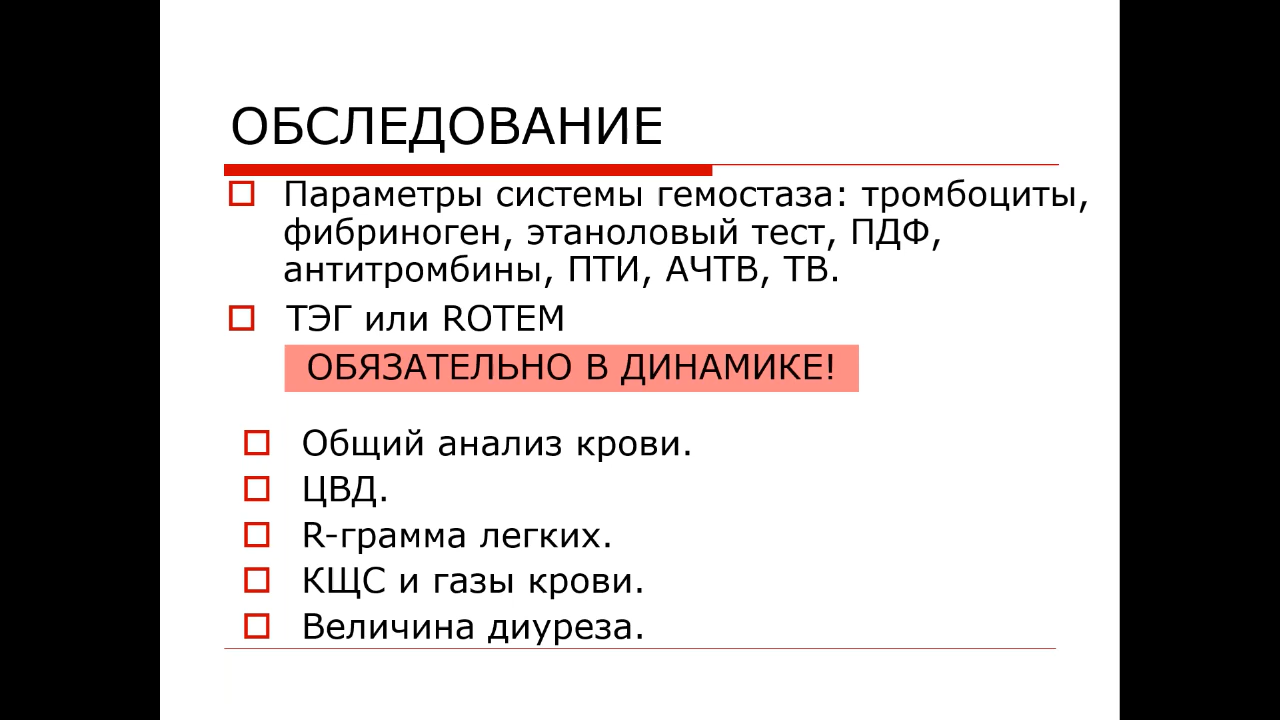 ОБСЛЕДОВАНИЕ
Параметры системы гемостаза: тромбоциты,
фибриноген, этаноловый тест, ПДФ,
антитромбины, ПТИ, АЧТВ, ТВ.
ТЭГ или ROTEM
ОБЯЗАТЕЛЬНО В ДИНАМИКЕ!
Общий анализ крови.
ЦВД.
R-грамма легких.
КЩС и газы крови.
Величина диуреза.